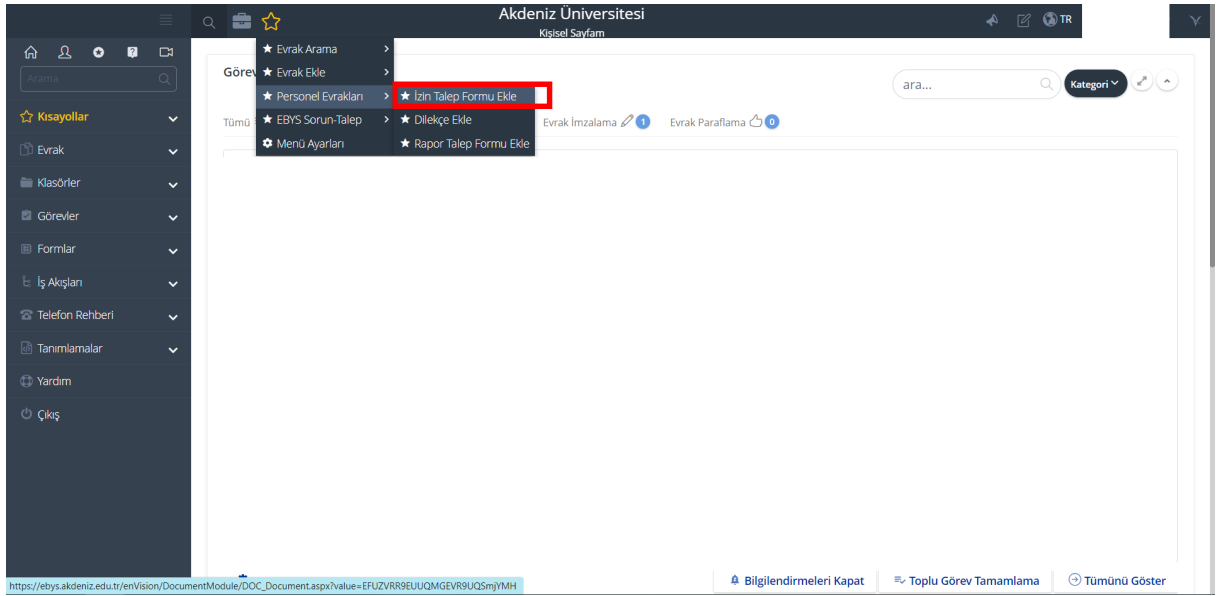 Akdeniz Üniversitesi
Kişisel Sayfam
TR
Arama
Kısayollar
Evrak
Klasörler
Görevler
Formlar
İş Akışları
Telefon Rehberi
Tanımlamalar
Yardım
Çıkış
Evrak Arama
Evrak Ekle
Personel Evrakları
EBYS Sorun-Talep
Menü Ayarları
İzin Talep Formu Ekle
Dilekçe Ekle
Rapor Talep Formu Ekle
Görev
ara...
Kategori
Tümü
Evrak İmzalama 1
Evrak Paraflama 0
https://ebys.akdeniz.edu.tr/enVision/DocumentModule/DOC_Document.aspx?value=EFUZVRR9EUUQMGEVR9UQSmjYMH
Bilgilendirmeleri Kapat
Toplu Görev Tamamlama
Tümünü Göster